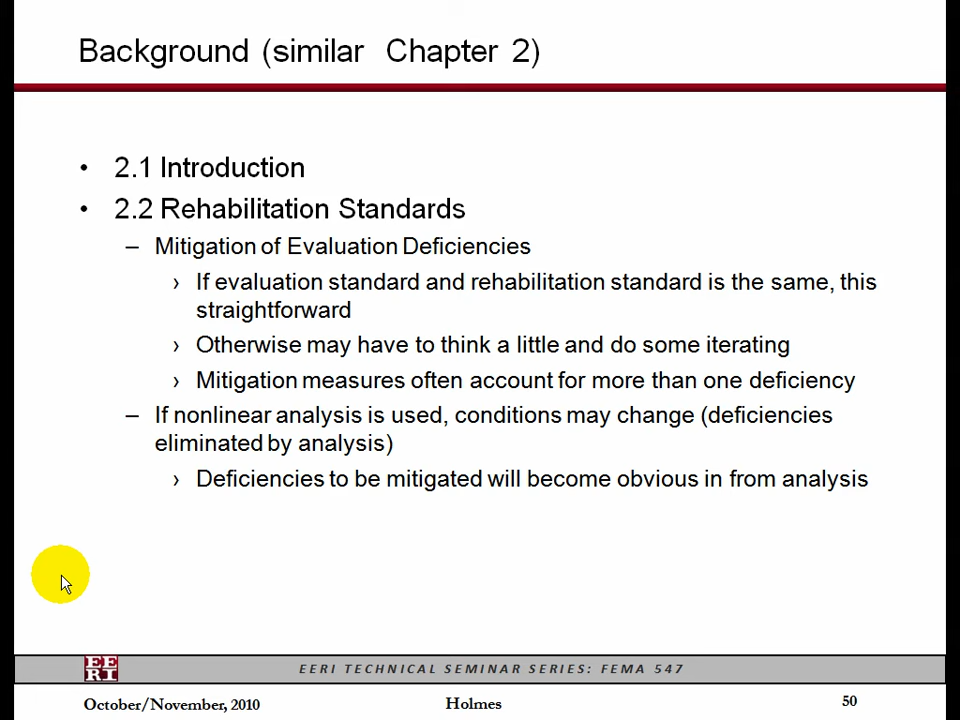 Background (similar Chapter 2)
• 2.1 Introduction
• 2.2 Rehabilitation Standards
– Mitigation of Evaluation Deficiencies
› If evaluation standard and rehabilitation standard is the same, this
straightforward
› Otherwise may have to think a little and do some iterating
› Mitigation measures often account for more than one deficiency
– If nonlinear analysis is used, conditions may change (deficiencies
eliminated by analysis)
› Deficiencies to be mitigated will become obvious in from analysis
EE
RI
EERI TECHNICAL SEMINAR SERIES: FEMA 547
October/November, 2010 Holmes 50